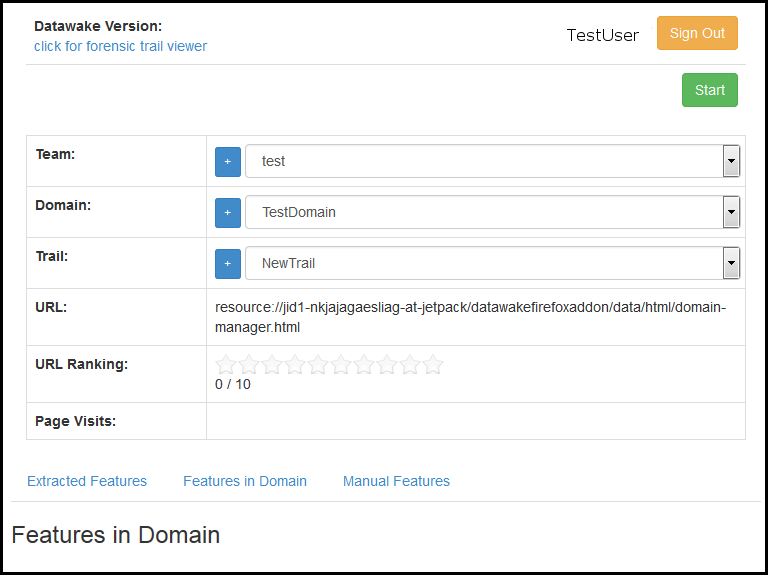 Datawake Version:
click for forensic trail viewer
TestUser
Sign Out
Start
Team:
+
test
Domain:
+
TestDomain
Trail:
+
NewTrail
URL:
resource://jid1-nkjajagaesliag-at-jetpack/datawakefirefoxaddon/data/html/domain-
manager.html
URL Ranking:
0 / 10
Page Visits:
Extracted Features
Features in Domain
Manual Features
Features in Domain